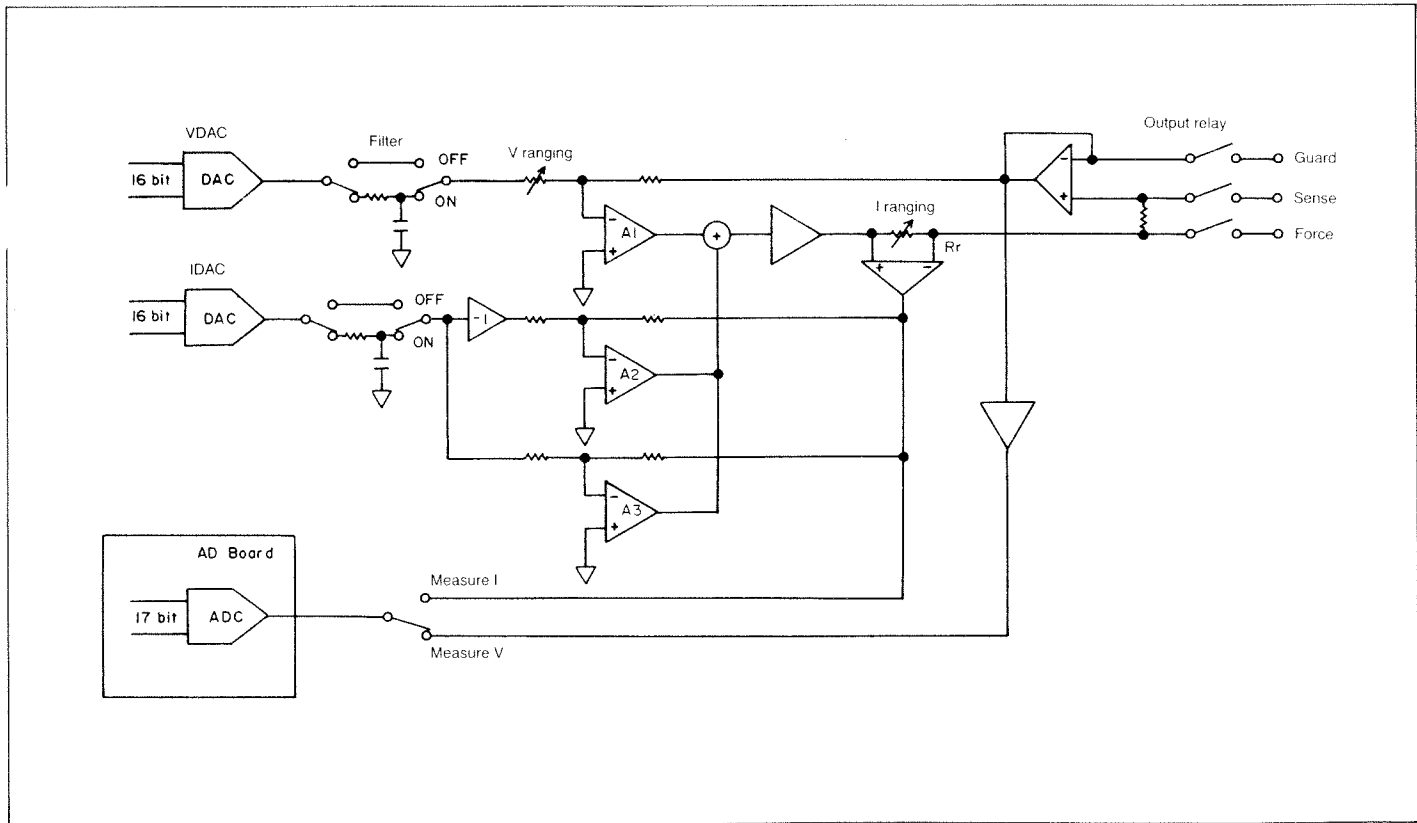 VDAC
Filter
Output relay
16 bit
DAC
OFF
ON
V ranging
-
+
Guard
Sense
Force
-
+
A1
+
I ranging
+
-
Rr
IDAC
16 bit
DAC
OFF
ON
-1
-
+
A2
-
+
A3
AD Board
17 bit
ADC
Measure I
Measure V